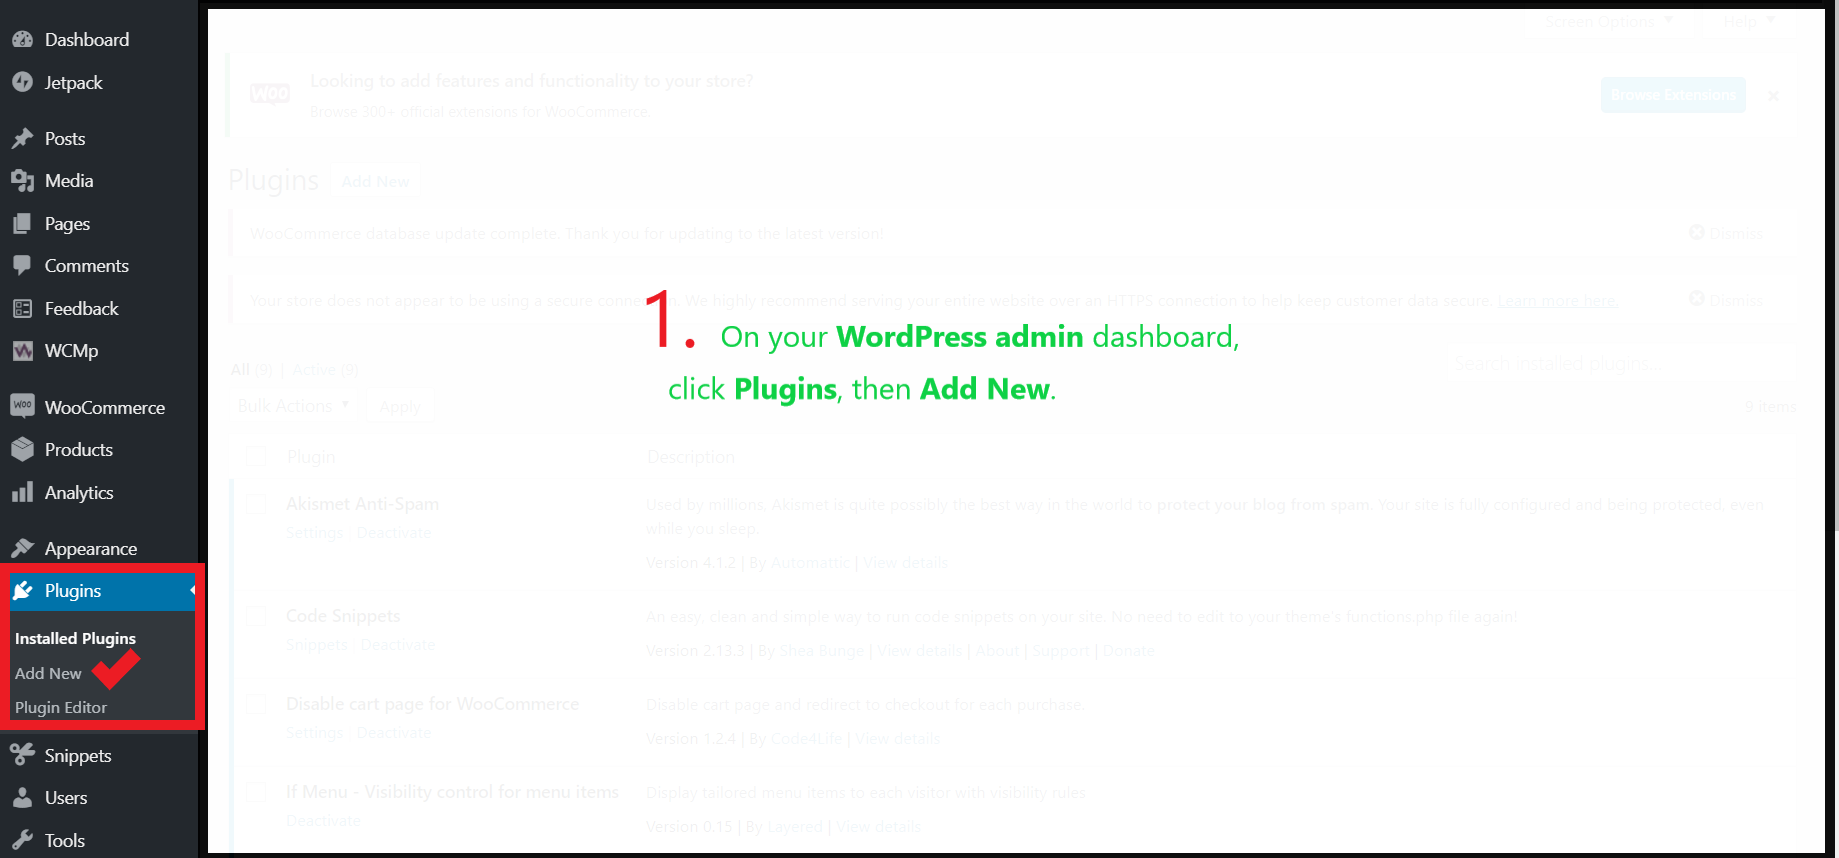 Dashboard
Jetpack
Posts
Media
Pages
Comments
Feedback
WCMp
Woo WooCommerce
Products
Analytics
Appearance
Plugins
Installed Plugins
Add New
Plugin Editor
Snippets
Users
Tools
Screen Options Help
Woo
Looking to add features and functionality to your store?
Browse 300+ official extensions for WooCommerce.
Browse Extensions
Plugins Add New
WooCommerce database update complete. Thank you for updating to the latest version!
Dismiss
Your store does not appear to be using a secure connection. We highly recommend serving your entire website over an HTTPS connection to help keep customer data secure. Learn more here.
Dismiss
1. On your WordPress admin dashboard,
click Plugins, then Add New.
All (9) | Active (9)
Search installed plugins...
Bulk Actions Apply
9 items
Plugin Description
Akismet Anti-Spam
Settings | Deactivate
Used by millions, Akismet is quite possibly the best way in the world to protect your blog from spam. Your site is fully configured and being protected, even
while you sleep.
Version 4.1.2 | By Automattic | View details
Code Snippets
Snippets | Deactivate
An easy, clean and simple way to run code snippets on your site. No need to edit to your theme's functions.php file again!
Version 2.13.3 | By Shea Bunge | View details | About | Support | Donate
Disable cart page for WooCommerce
Settings | Deactivate
Disable cart page and redirect to checkout for each purchase.
Version 1.2.4 | By Code4Life | View details
If Menu - Visibility control for menu items
Deactivate
Display tailored menu items to each visitor with visibility rules
Version 0.15 | By Layered | View details